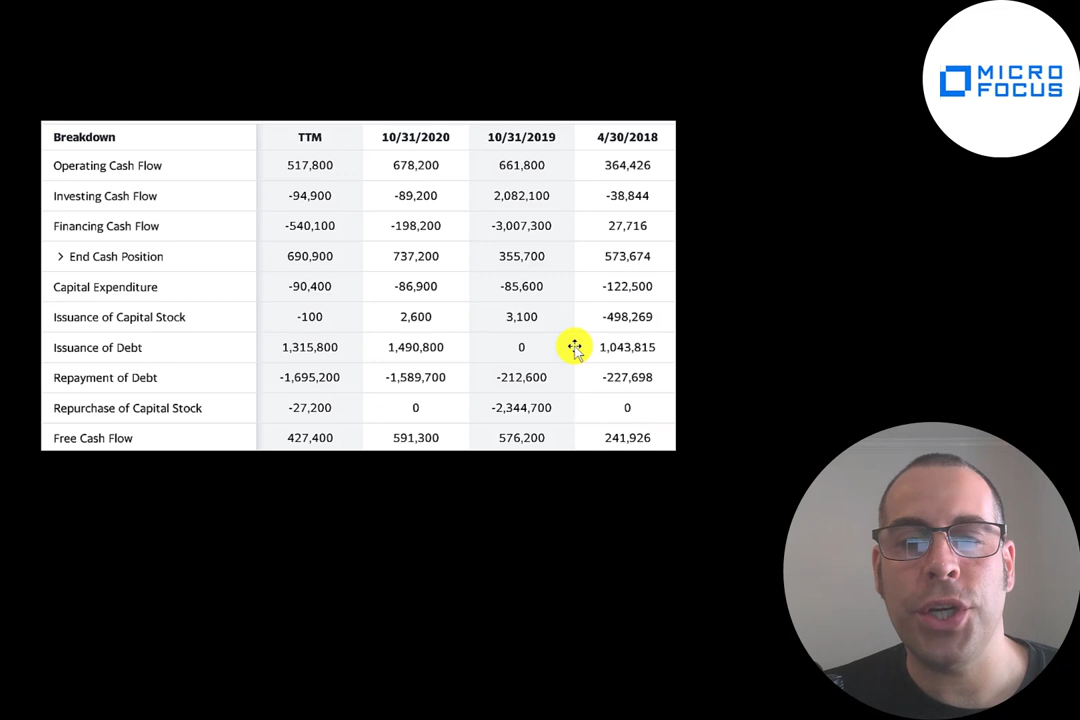 MICRO
FOCUS
Breakdown TTM 10/31/2020 10/31/2019 4/30/2018
Operating Cash Flow 517,800 678,200 661,800 364,426
Investing Cash Flow -94,900 -89,200 2,082,100 -38,844
Financing Cash Flow -540,100 -198,200 -3,007,300 27,716
> End Cash Position 690,900 737,200 355,700 573,674
Capital Expenditure -90,400 -86,900 -85,600 -122,500
Issuance of Capital Stock -100 2,600 3,100 -498,269
Issuance of Debt 1,315,800 1,490,800 0 1,043,815
Repayment of Debt -1,695,200 -1,589,700 -212,600 -227,698
Repurchase of Capital Stock -27,200 0 -2,344,700 0
Free Cash Flow 427,400 591,300 576,200 241,926